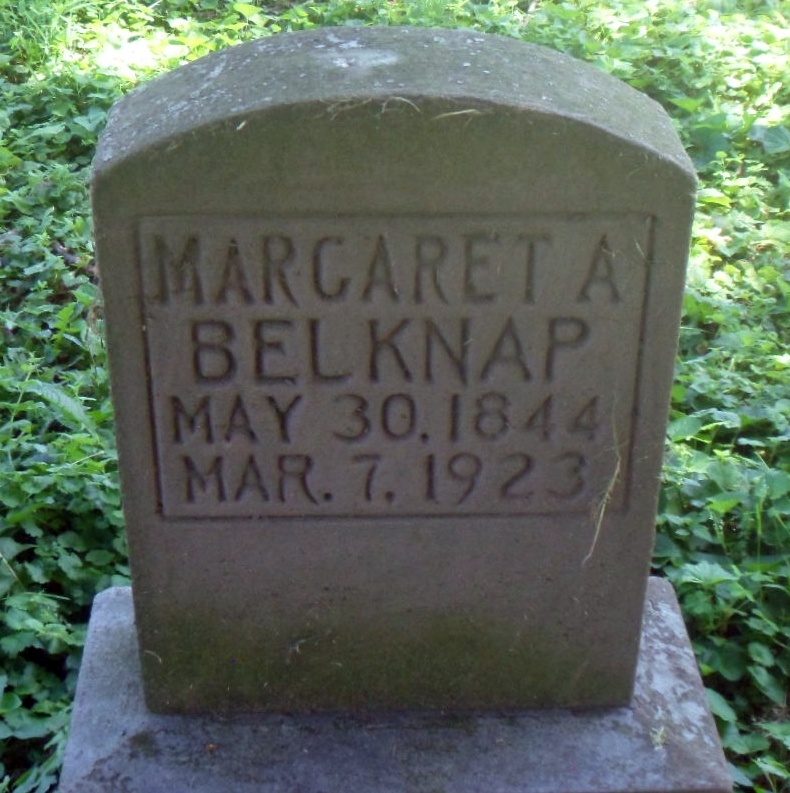 MARGARET A
BELKNAP
MAY 30, 1844
MAR. 7, 1923